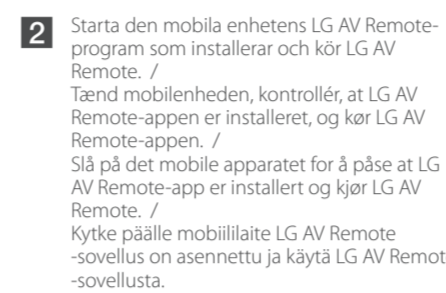 2
Starta den mobila enhetens LG AV Remote-
program som installerar och kör LG AV
Remote. /
Tænd mobilenheden, kontrollér, at LG AV
Remote-appen er installeret, og kør LG AV
Remote-appen. /
Slå på det mobile apparatet for å påse at LG
AV Remote-app er installert og kjør LG AV
Remote. /
Kytke päälle mobiililaite LG AV Remote
-sovellus on asennettu ja käytä LG AV Remot
-sovellusta.